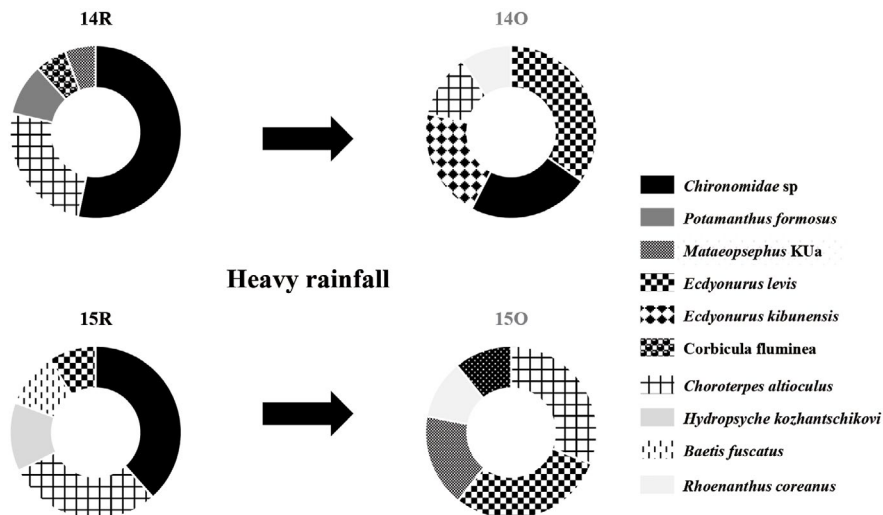 14R
14O
Heavy rainfall
15R
15O
Chironomidae sp
Potamanthus formosus
Mataeopsephus KUa
Ecdyonurus levis
Ecdyonurus kibunensis
Corbicula fluminea
Choroterpes altioculus
Hydropsyche kozhantschikovi
Baetis fuscatus
Rhoenanthus coreanus